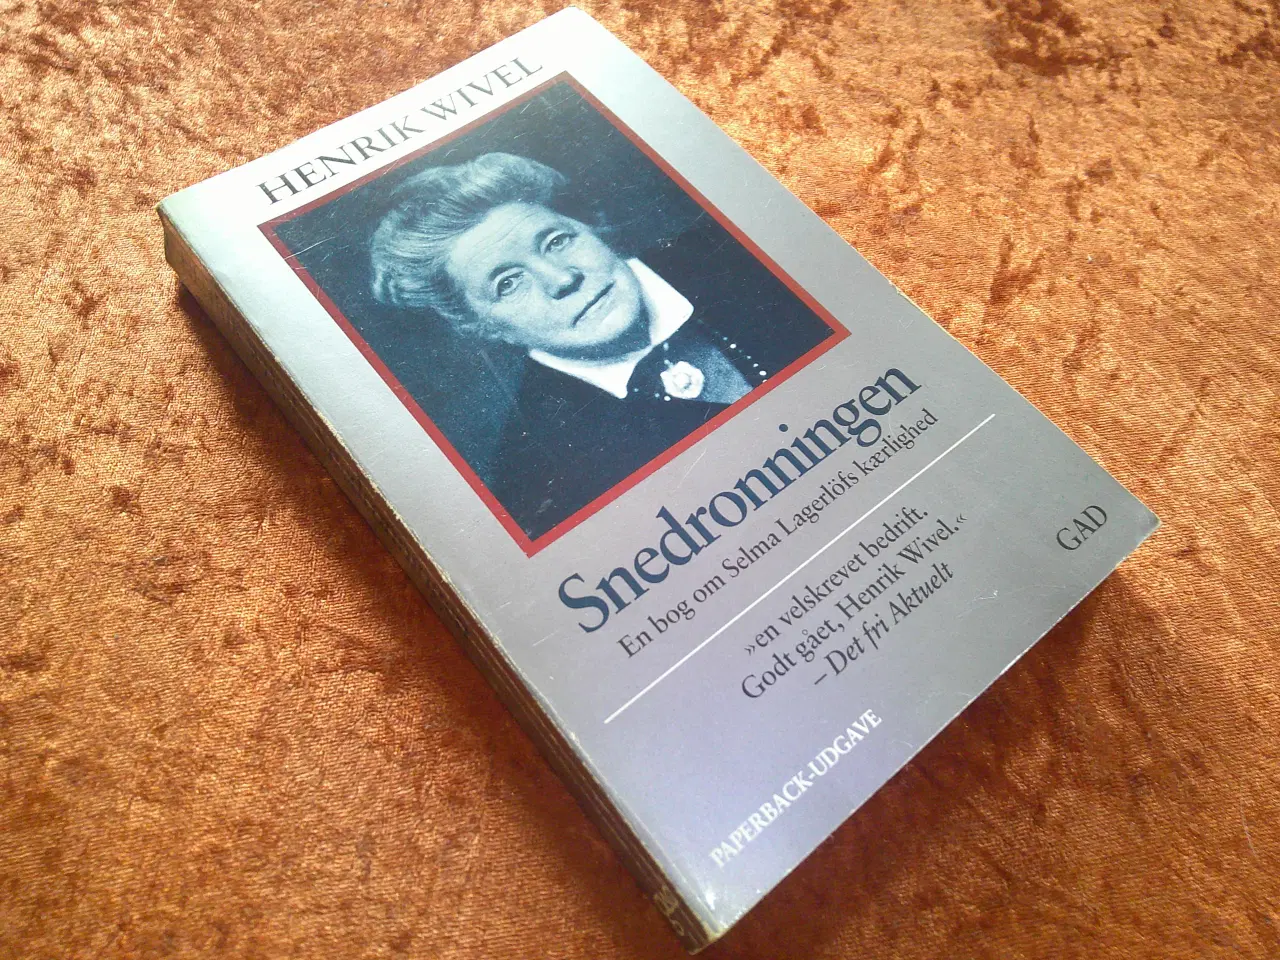 HENRIK WIVEL
Snedronningen
En bog om Selma Lagerlöfs kærlighed
»en velskrevet bedrift.
Godt gået, Henrik Wivel.«
– Det fri Aktuelt
GAD
PAPERBACK-UDGAVE